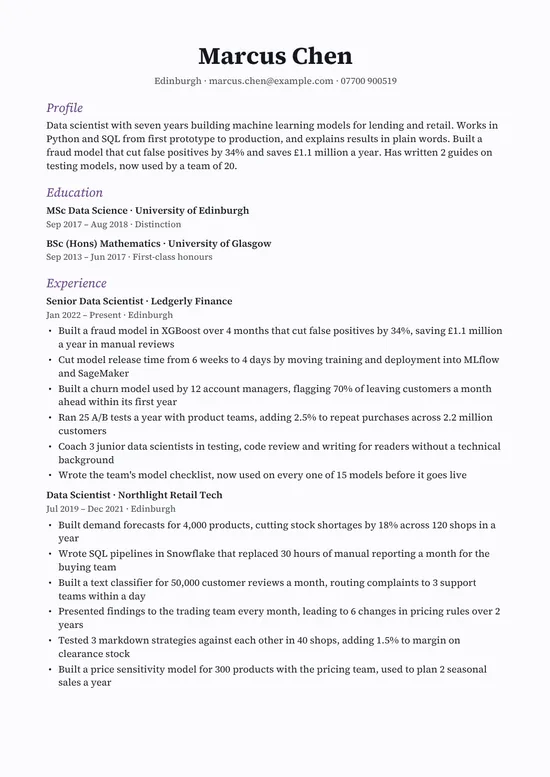 Marcus Chen
Edinburgh · marcus.chen@example.com · 07700 900519
Profile
Data scientist with seven years building machine learning models for lending and retail. Works in
Python and SQL from first prototype to production, and explains results in plain words. Built a
fraud model that cut false positives by 34% and saves £1.1 million a year. Has written 2 guides on
testing models, now used by a team of 20.
Education
MSc Data Science · University of Edinburgh
Sep 2017 – Aug 2018 · Distinction
BSc (Hons) Mathematics · University of Glasgow
Sep 2013 – Jun 2017 · First-class honours
Experience
Senior Data Scientist · Ledgerly Finance
Jan 2022 – Present · Edinburgh
• Built a fraud model in XGBoost over 4 months that cut false positives by 34%, saving £1.1 million
a year in manual reviews
• Cut model release time from 6 weeks to 4 days by moving training and deployment into MLflow
and SageMaker
• Built a churn model used by 12 account managers, flagging 70% of leaving customers a month
ahead within its first year
• Ran 25 A/B tests a year with product teams, adding 2.5% to repeat purchases across 2.2 million
customers
• Coach 3 junior data scientists in testing, code review and writing for readers without a technical
background
• Wrote the team's model checklist, now used on every one of 15 models before it goes live
Data Scientist · Northlight Retail Tech
Jul 2019 – Dec 2021 · Edinburgh
• Built demand forecasts for 4,000 products, cutting stock shortages by 18% across 120 shops in a
year
• Wrote SQL pipelines in Snowflake that replaced 30 hours of manual reporting a month for the
buying team
• Built a text classifier for 50,000 customer reviews a month, routing complaints to 3 support
teams within a day
• Presented findings to the trading team every month, leading to 6 changes in pricing rules over 2
years
• Tested 3 markdown strategies against each other in 40 shops, adding 1.5% to margin on
clearance stock
• Built a price sensitivity model for 300 products with the pricing team, used to plan 2 seasonal
sales a year